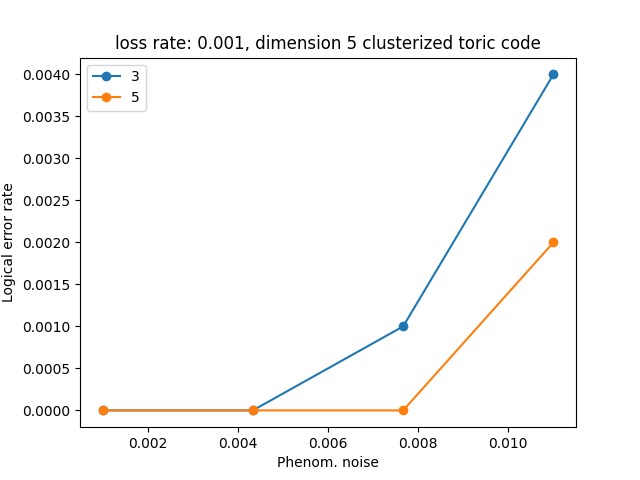 loss rate: 0.001, dimension 5 clusterized toric code
3
5
0.0040
0.0035
0.0030
0.0025
0.0020
0.0015
0.0010
0.0005
0.0000
Logical error rate
0.002 0.004 0.006 0.008 0.010
Phenom. noise